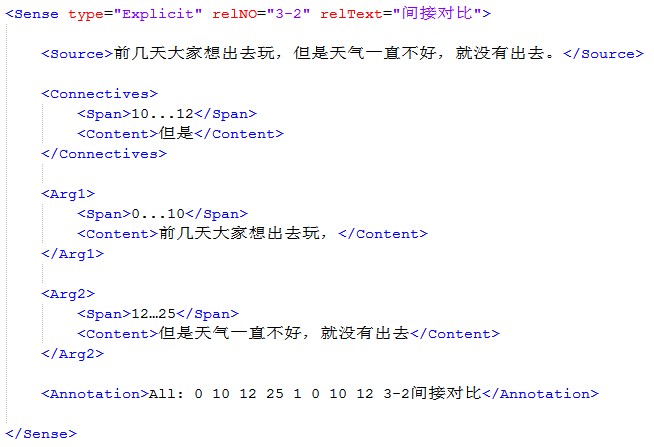 <Sense type="Explicit" relNO="3-2" relText="间接对比">
<Source>前几天大家想出去玩，但是天气一直不好，就没有出去。</Source>
<Connectives>
<Span>10...12</Span>
<Content>但是</Content>
</Connectives>
<Arg1>
<Span>0...10</Span>
<Content>前几天大家想出去玩，</Content>
</Arg1>
<Arg2>
<Span>12…25</Span>
<Content>但是天气一直不好，就没有出去</Content>
</Arg2>
<Annotation>All：0 10 12 25 1 0 10 12 3-2间接对比</Annotation>
</Sense>